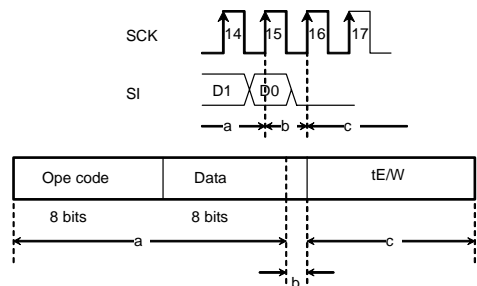 SCK 14 15 16 17
SI D1 D0
a b c
Ope code Data tE/W
8 bits 8 bits
a c
b